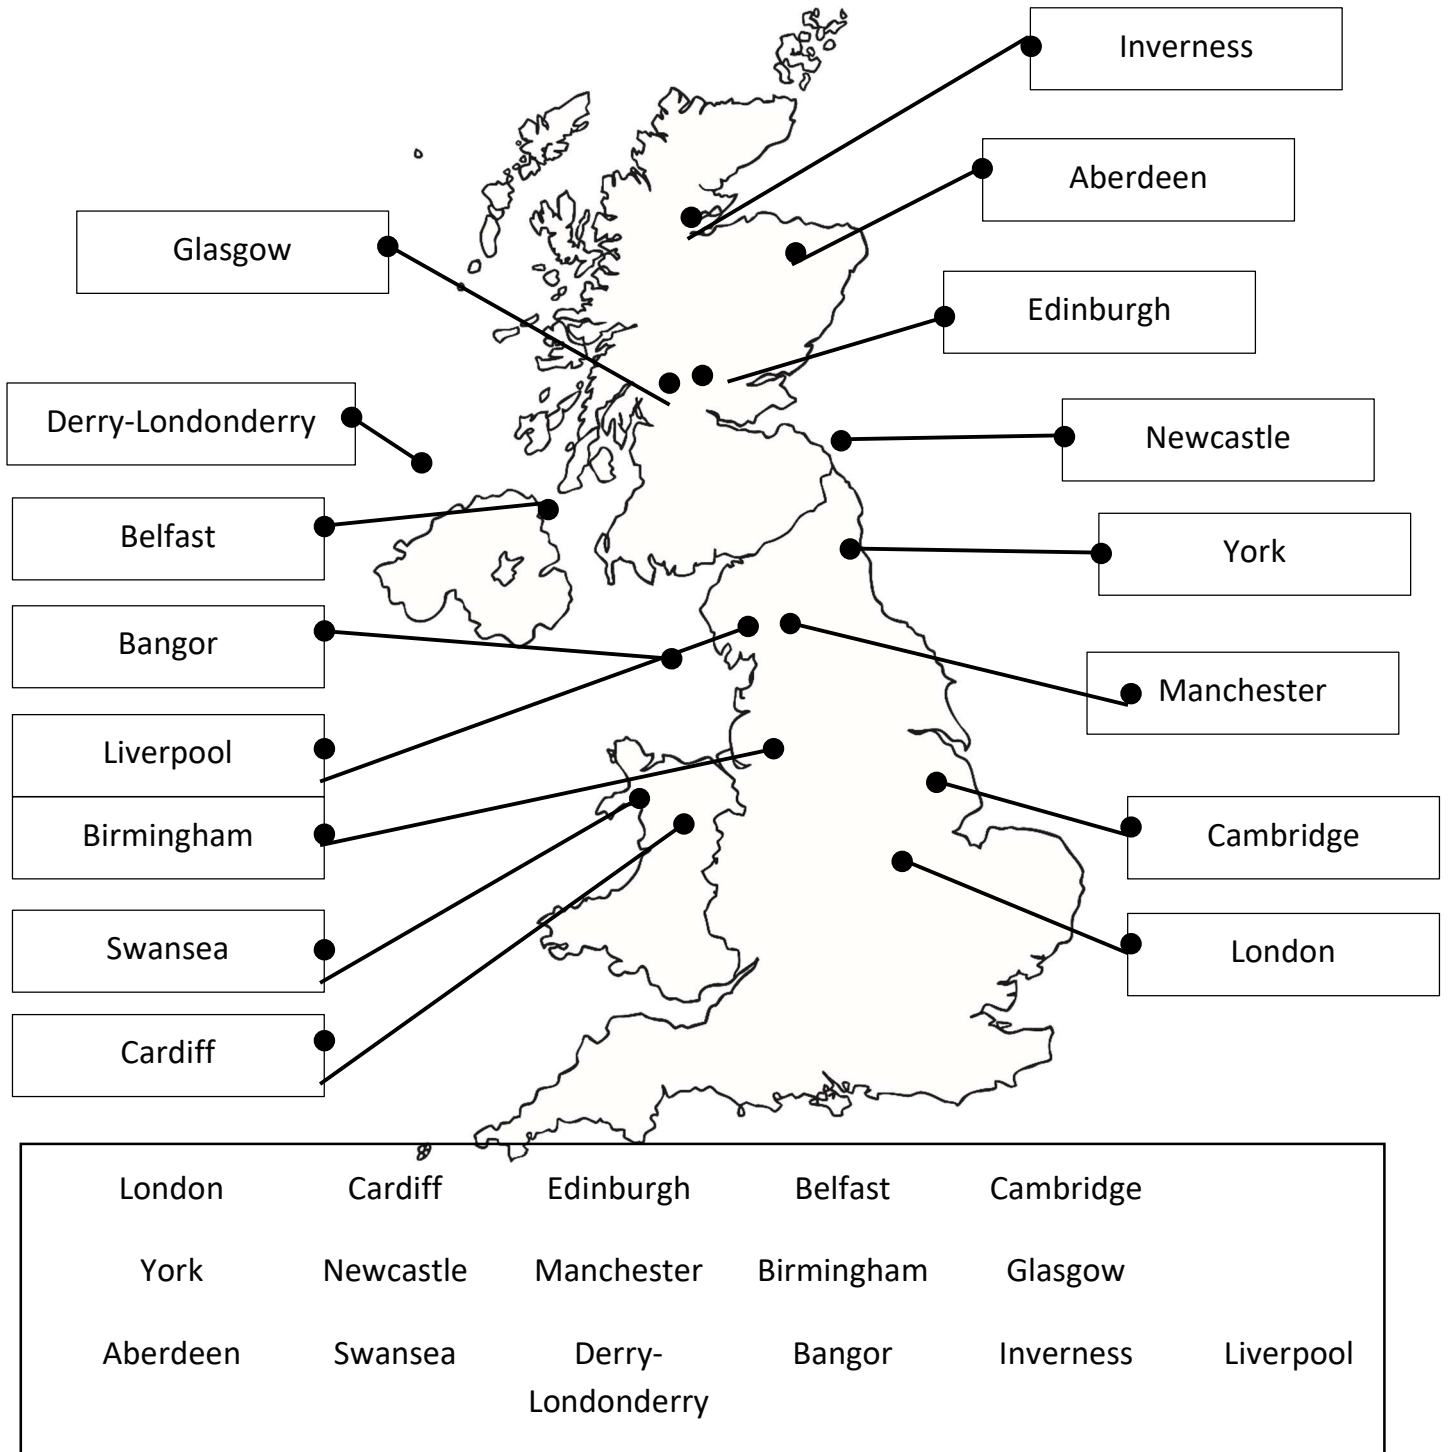 Inverness
Aberdeen
Glasgow
Edinburgh
Derry-Londonderry
Newcastle
Belfast
York
Bangor
Manchester
Liverpool
Birmingham
Cambridge
Swansea
London
Cardiff
London Cardiff Edinburgh Belfast Cambridge
York Newcastle Manchester Birmingham Glasgow
Aberdeen Swansea Derry- Bangor Inverness Liverpool
Londonderry